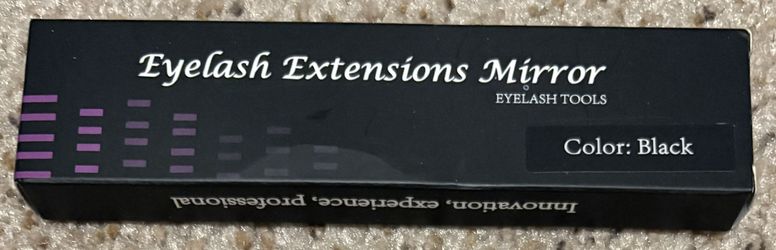 Eyelash Extensions Mirror
EYELASH TOOLS
Color: Black
Innovation, experience, professional